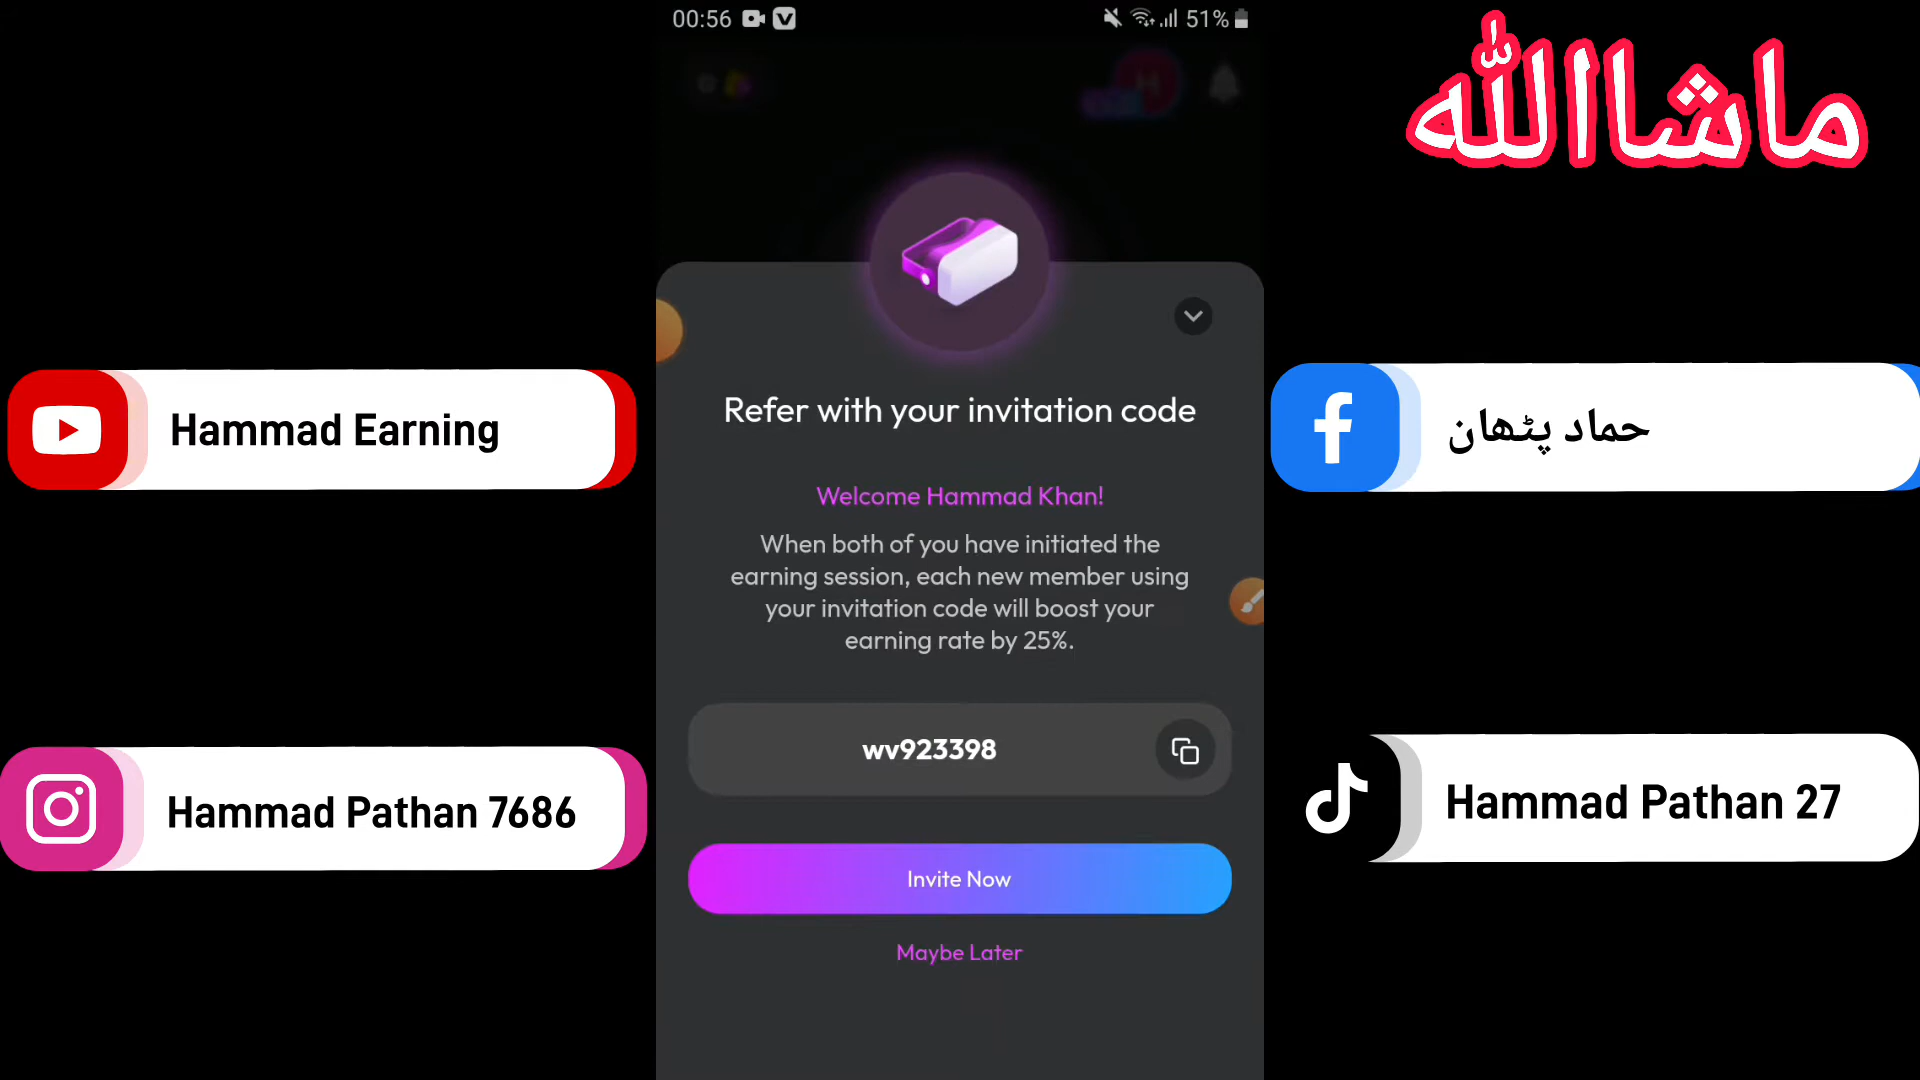 00:56
51%
ماشاالله
Refer with your invitation code
Hammad Earning
حماد پٹھان
Welcome Hammad Khan!
When both of you have initiated the
earning session, each new member using
your invitation code will boost your
earning rate by 25%.
wv923398
Hammad Pathan 7686
Hammad Pathan 27
Invite Now
Maybe Later